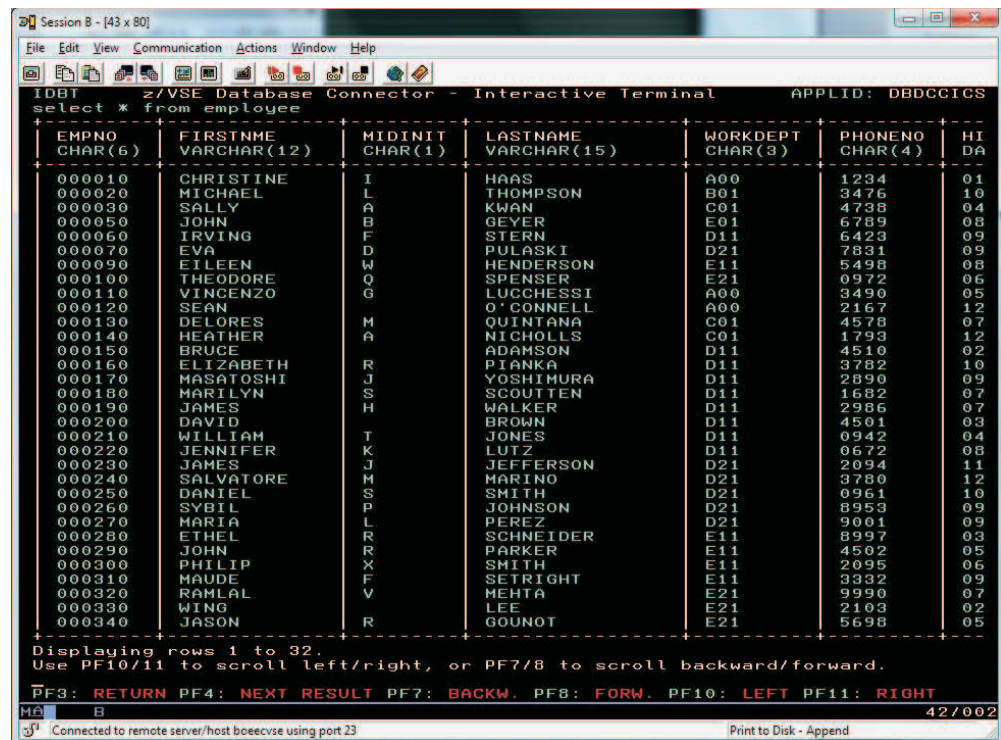 Session B - [43 x 80]
File Edit View Communication Actions Window Help
IDBT z/VSE Database Connector - Interactive Terminal APPLID: DBDCCICS
select * from employee
EMPNO FIRSTNME MIDINIT LASTNAME WORKDEPT PHONENO HI
CHAR(6) VARCHAR(12) CHAR(1) VARCHAR(15) CHAR(3) CHAR(4) DA
000010 CHRISTINE I HAAS A00 1234 01
000020 MICHAEL L THOMPSON B01 3476 10
000030 SALLY A KWAN C01 4738 04
000050 JOHN B GEYER E01 6789 08
000060 IRVING F STERN D11 6423 09
000070 EVA D PULASKI D21 7831 09
000090 EILEEN W HENDERSON E11 5498 08
000100 THEODORE Q SPENSER E21 0972 06
000110 VINCENZO G LUCCHESSI A00 3490 05
000120 SEAN O'CONNELL A00 2167 12
000130 DELORES M QUINTANA C01 4578 07
000140 HEATHER A NICHOLLS C01 1793 12
000150 BRUCE ADAMSON D11 4510 02
000160 ELIZABETH R PIANKA D11 3782 10
000170 MASATOSHI J YOSHIMURA D11 2890 09
000180 MARILYN S SCOUTTEN D11 1682 07
000190 JAMES H WALKER D11 2986 07
000200 DAVID BROWN D11 4501 03
000210 WILLIAM T JONES D11 0942 04
000220 JENNIFER K LUTZ D11 0672 08
000230 JAMES J JEFFERSON D21 2094 11
000240 SALVATORE M MARINO D21 3780 12
000250 DANIEL S SMITH D21 0961 10
000260 SYBIL P JOHNSON D21 8953 09
000270 MARIA L PEREZ D21 9001 09
000280 ETHEL R SCHNEIDER E11 8997 03
000290 JOHN R PARKER E11 4502 05
000300 PHILIP X SMITH E11 2095 06
000310 MAUDE F SETRIGHT E11 3332 09
000320 RAMLAL V MEHTA E21 9990 07
000330 WING LEE E21 2103 02
000340 JASON R GOUNOT E21 5698 05
Displaying rows 1 to 32.
Use PF10/11 to scroll left/right, or PF7/8 to scroll backward/forward.
PF3: RETURN PF4: NEXT RESULT PF7: BACKW. PF8: FORW. PF10: LEFT PF11: RIGHT
MA B 42/002
Connected to remote server/host boeecvse using port 23 Print to Disk - Append